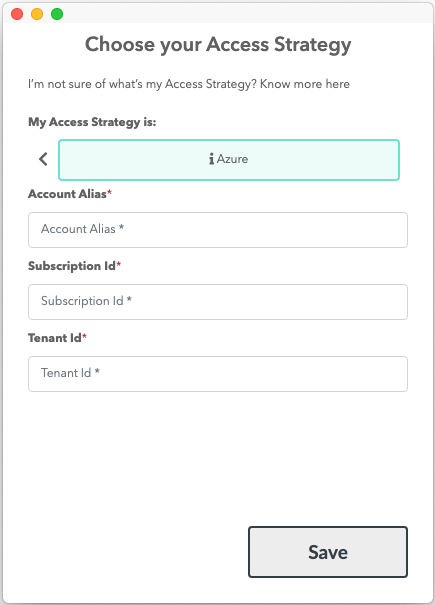 Choose your Access Strategy
I’m not sure of what’s my Access Strategy? Know more here
My Access Strategy is:
Azure
Account Alias*
Account Alias *
Subscription Id*
Subscription Id *
Tenant Id*
Tenant Id *
Save